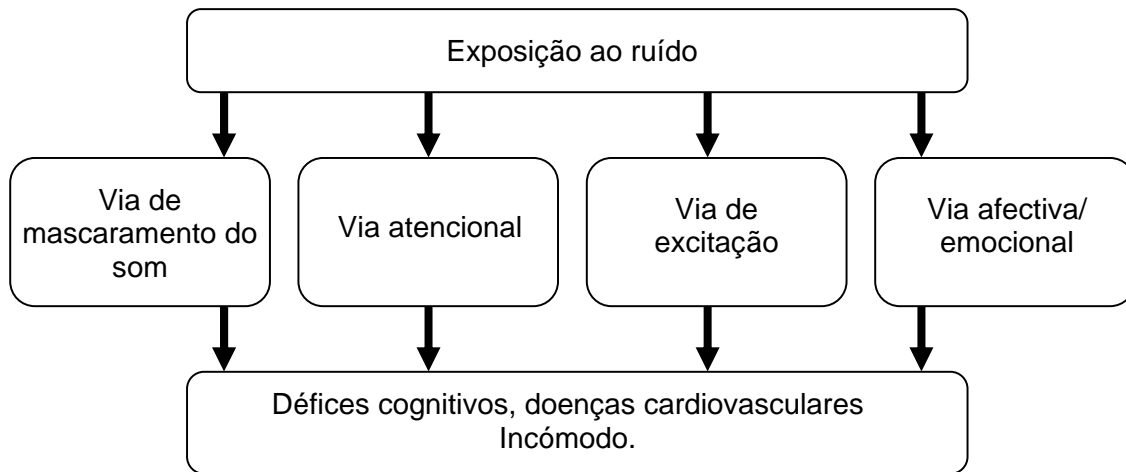 Exposição ao ruído
Via de
mascaramento do
som
Via atencional
Via de
excitação
Via afectiva/
emocional
Défices cognitivos, doenças cardiovasculares
Incómodo.